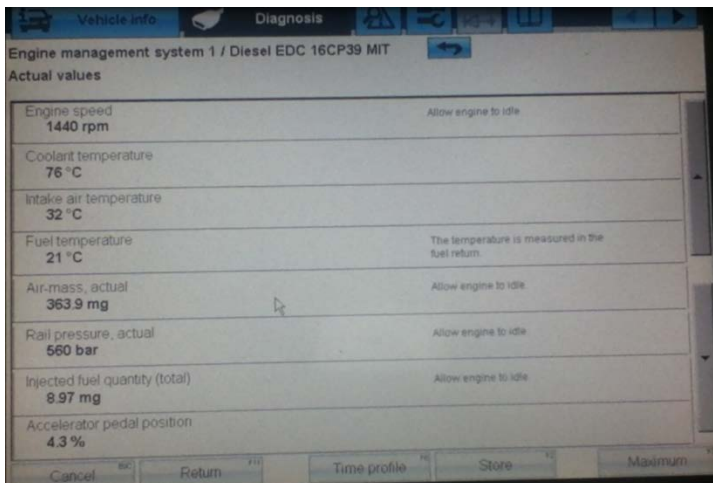 Vehicle info
Diagnosis
Engine management system 1 / Diesel EDC 16CP39 MIT
Actual values
Engine speed
1440 rpm
Allow engine to idle.
Coolant temperature
76 °C
Intake air temperature
32 °C
Fuel temperature
21 °C
The temperature is measured in the
fuel return.
Air-mass, actual
363.9 mg
Allow engine to idle.
Rail pressure, actual
560 bar
Allow engine to idle
Injected fuel quantity (total)
8.97 mg
Allow engine to idle
Accelerator pedal position
4.3 %
Cancel ESC
Return
Time profile
Store
Maximum